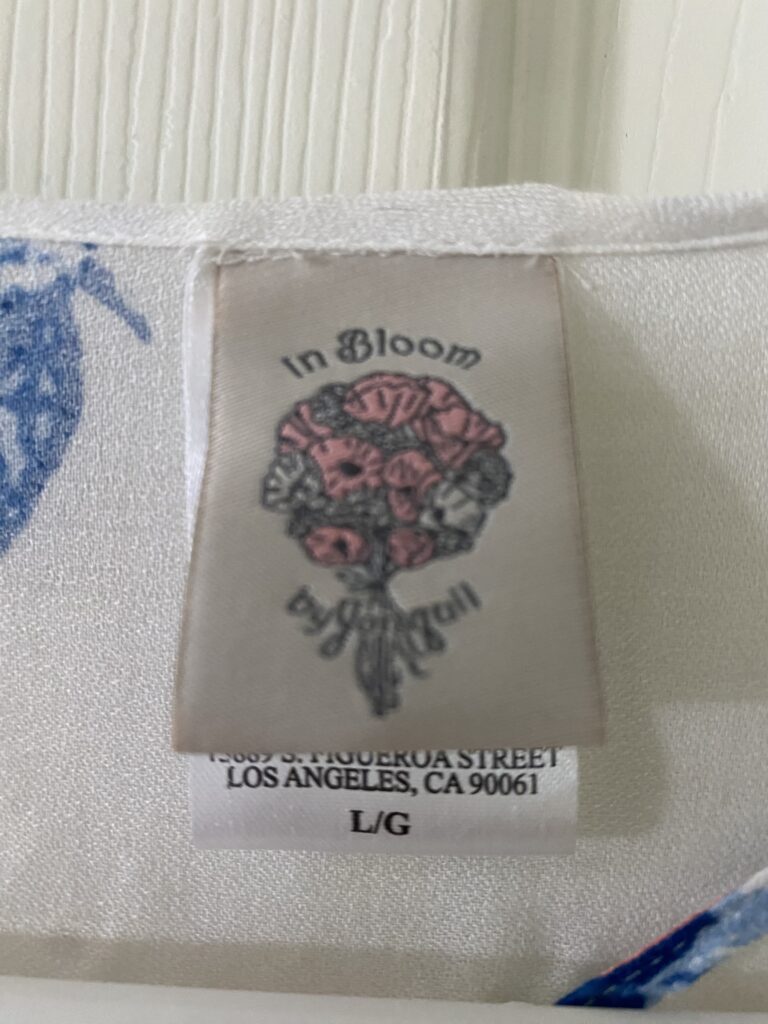 In Bloom
by Jonquil
S. FIGUEROA STREET
LOS ANGELES, CA 90061
L/G